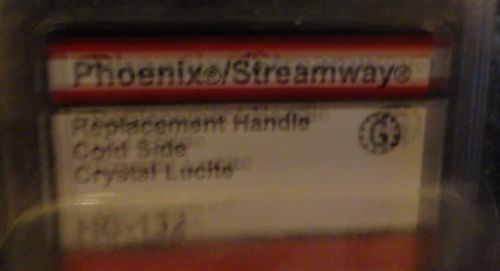 Phoenix®/Streamway®
Replacement Handle
Cold Side
Crystal Lucite
G